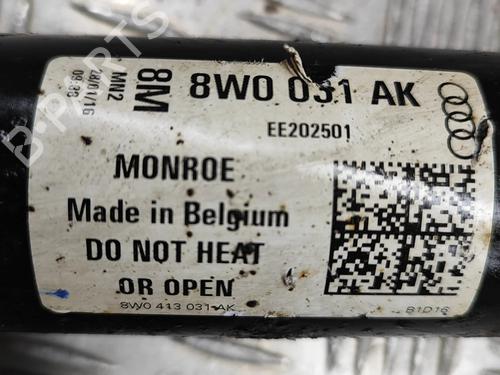 8W0 031 AK
8M
MN2
28/01/16
EE202501
MONROE
Made in Belgium
DO NOT HEAT
OR OPEN
8W0 413 031 AK
81D16
B-PARTS